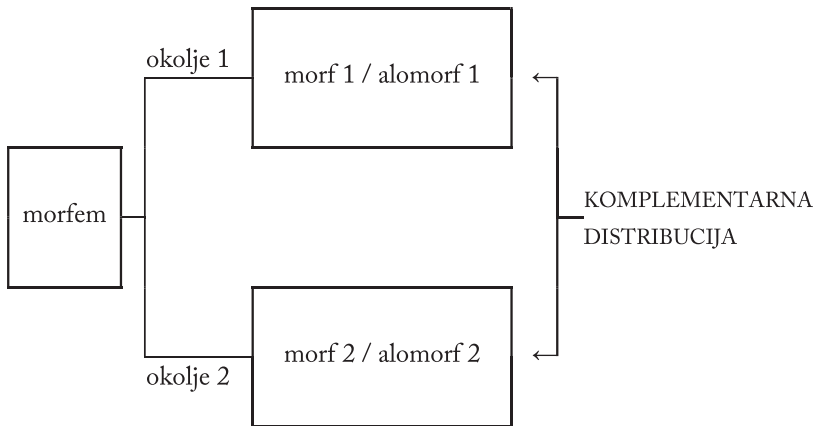 okolje 1
morf 1 / alomorf 1
morfem
KOMPLEMENTARNA
DISTRIBUCIJA
morf 2 / alomorf 2
okolje 2